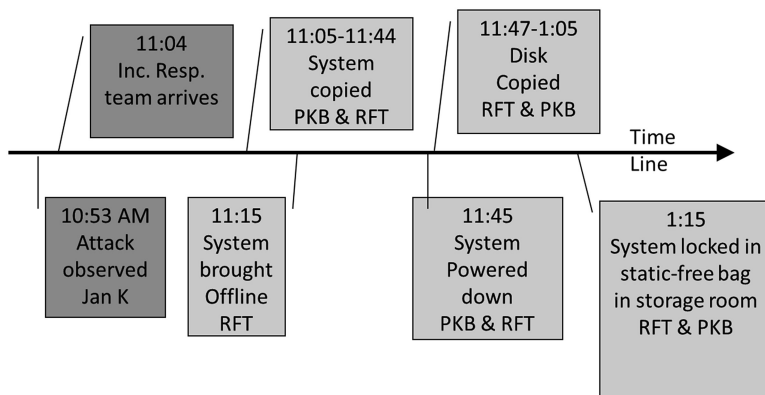 11:04
Inc. Resp.
team arrives
11:05-11:44
System
copied
PKB & RFT
11:47-1:05
Disk
Copied
RFT & PKB
Time
Line
10:53 AM
Attack
observed
Jan K
11:15
System
brought
Offline
RFT
11:45
System
Powered
down
PKB & RFT
1:15
System locked in
static-free bag
in storage room
RFT & PKB